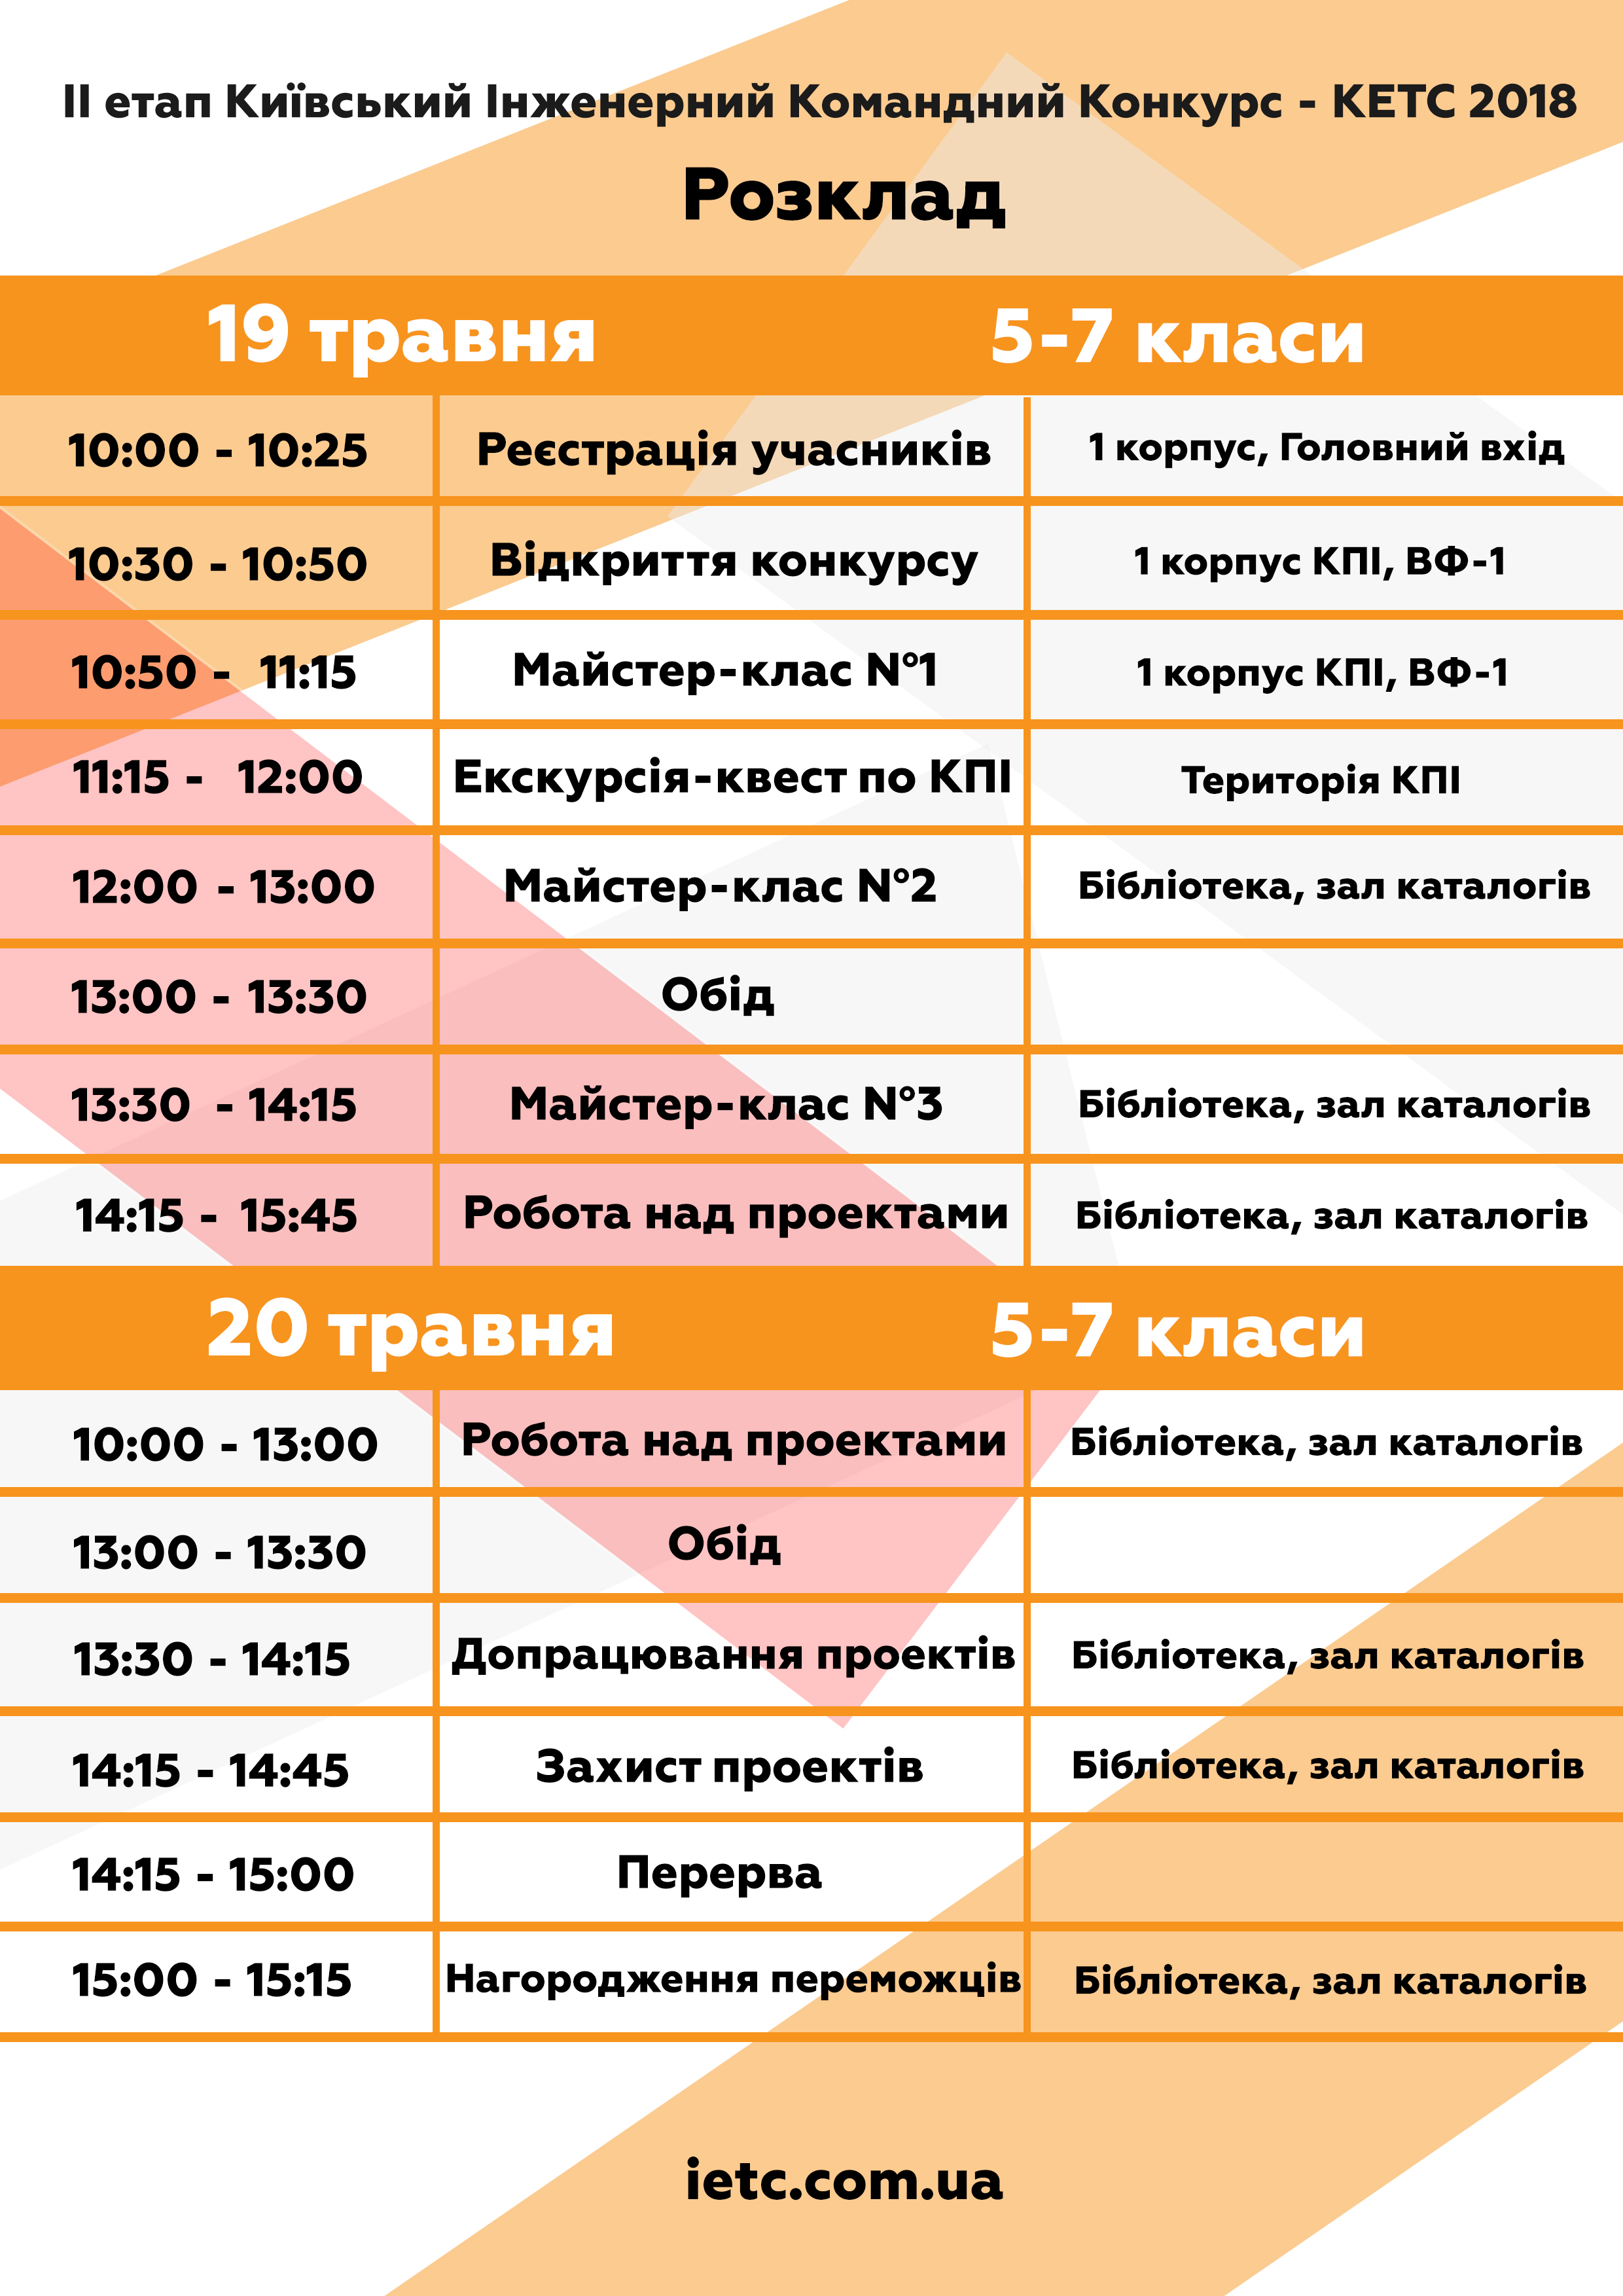 II етап Київський Інженерний Командний Конкурс - КЕТС 2018
Розклад
19 травня 5-7 класи
10:00 - 10:25 Реєстрація учасників 1 корпус, Головний вхід
10:30 - 10:50 Відкриття конкурсу 1 корпус КПІ, ВФ-1
10:50 - 11:15 Майстер-клас №1 1 корпус КПІ, ВФ-1
11:15 - 12:00 Екскурсія-квест по КПІ Територія КПІ
12:00 - 13:00 Майстер-клас №2 Бібліотека, зал каталогів
13:00 - 13:30 Обід
13:30 - 14:15 Майстер-клас №3 Бібліотека, зал каталогів
14:15 - 15:45 Робота над проектами Бібліотека, зал каталогів
20 травня 5-7 класи
10:00 - 13:00 Робота над проектами Бібліотека, зал каталогів
13:00 - 13:30 Обід
13:30 - 14:15 Допрацювання проектів Бібліотека, зал каталогів
14:15 - 14:45 Захист проектів Бібліотека, зал каталогів
14:15 - 15:00 Перерва
15:00 - 15:15 Нагородження переможців Бібліотека, зал каталогів
ietc.com.ua